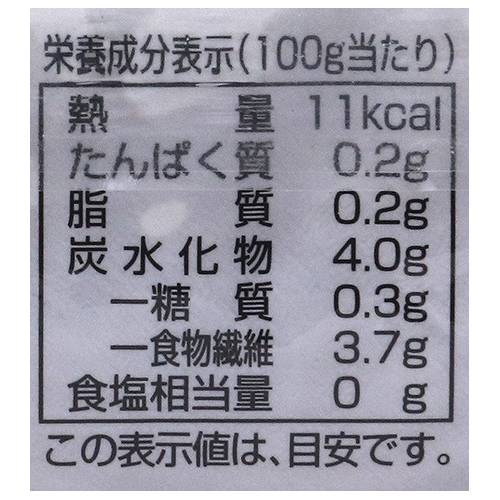 栄養成分表示(100g当たり)
熱量 11kcal
たんぱく質 0.2g
脂質 0.2g
炭水化物 4.0g
―糖質 0.3g
―食物繊維 3.7g
食塩相当量 0 g
この表示値は、目安です。